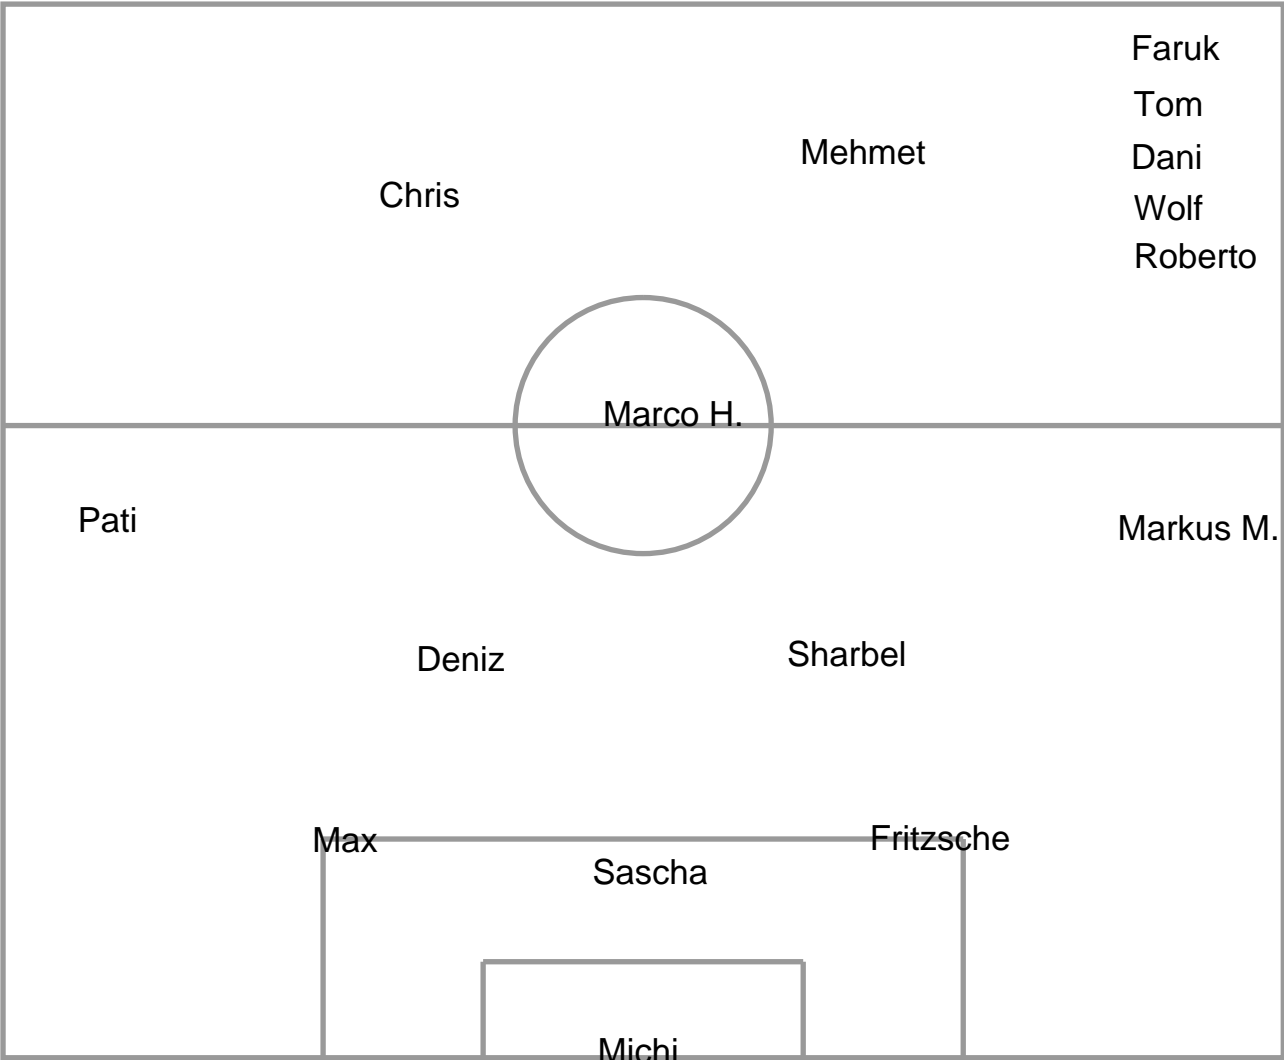 Faruk
Tom
Mehmet
Dani
Chris
Wolf
Roberto
Marco H.
Pati
Markus M.
Deniz
Sharbel
Max
Fritzsche
Sascha
Michi